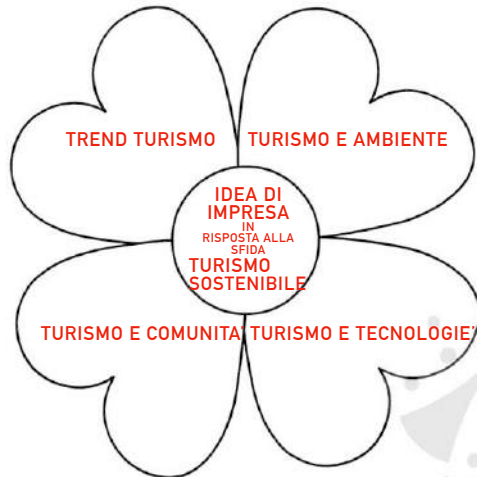 TREND TURISMO
TURISMO E AMBIENTE
IDEA DI
IMPRESA
IN
RISPOSTA ALLA
SFIDA
TURISMO
SOSTENIBILE
TURISMO E COMUNITA'
TURISMO E TECNOLOGIE'